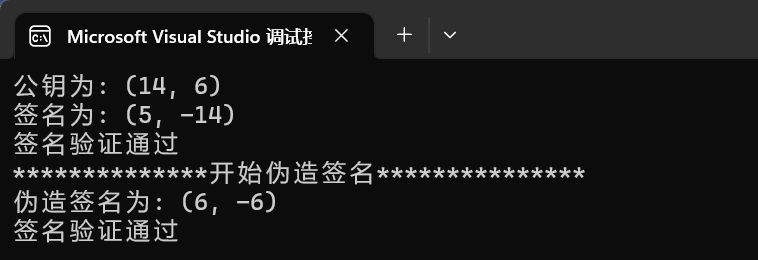 Microsoft Visual Studio 调试
公钥为: (14, 6)
签名为: (5, -14)
签名验证通过
**************开始伪造签名***************
伪造签名为: (6, -6)
签名验证通过